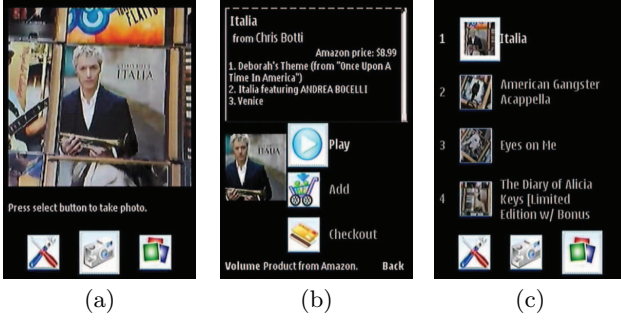 FLATTS
ITALIA
Press select button to take photo.
(a)
Italia
from Chris Botti
Amazon price: $8.99
1. Deborah's Theme (from "Once Upon A
Time In America")
2. Italia featuring ANDREA BOCELLI
3. Venice
ITALIA
Play
Add
Checkout
Volume Product from Amazon. Back
(b)
1 Italia
2 American Gangster
Acappella
3 Eyes on Me
4 The Diary of Alicia
Keys [Limited
Edition w/ Bonus
(c)